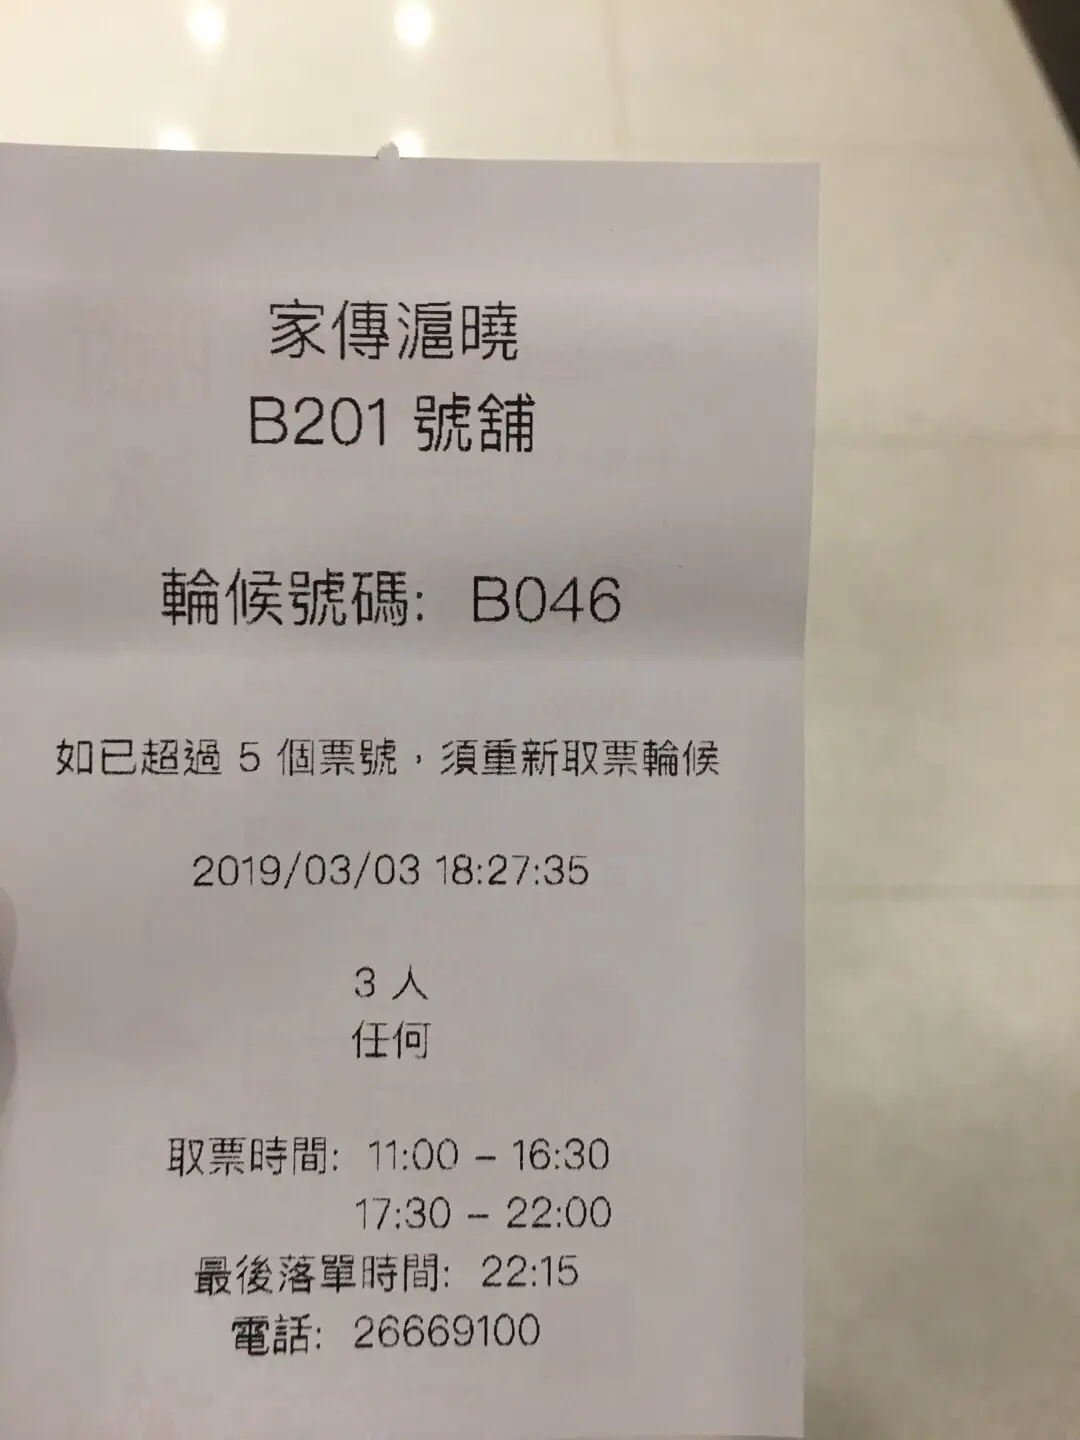 家傳滬曉
B201 號舖
輪候號碼: B046
如已超過 5 個票號，須重新取票輪候
2019/03/03 18:27:35
3 人
任何
取票時間: 11:00 – 16:30
17:30 – 22:00
最後落單時間: 22:15
電話: 26669100